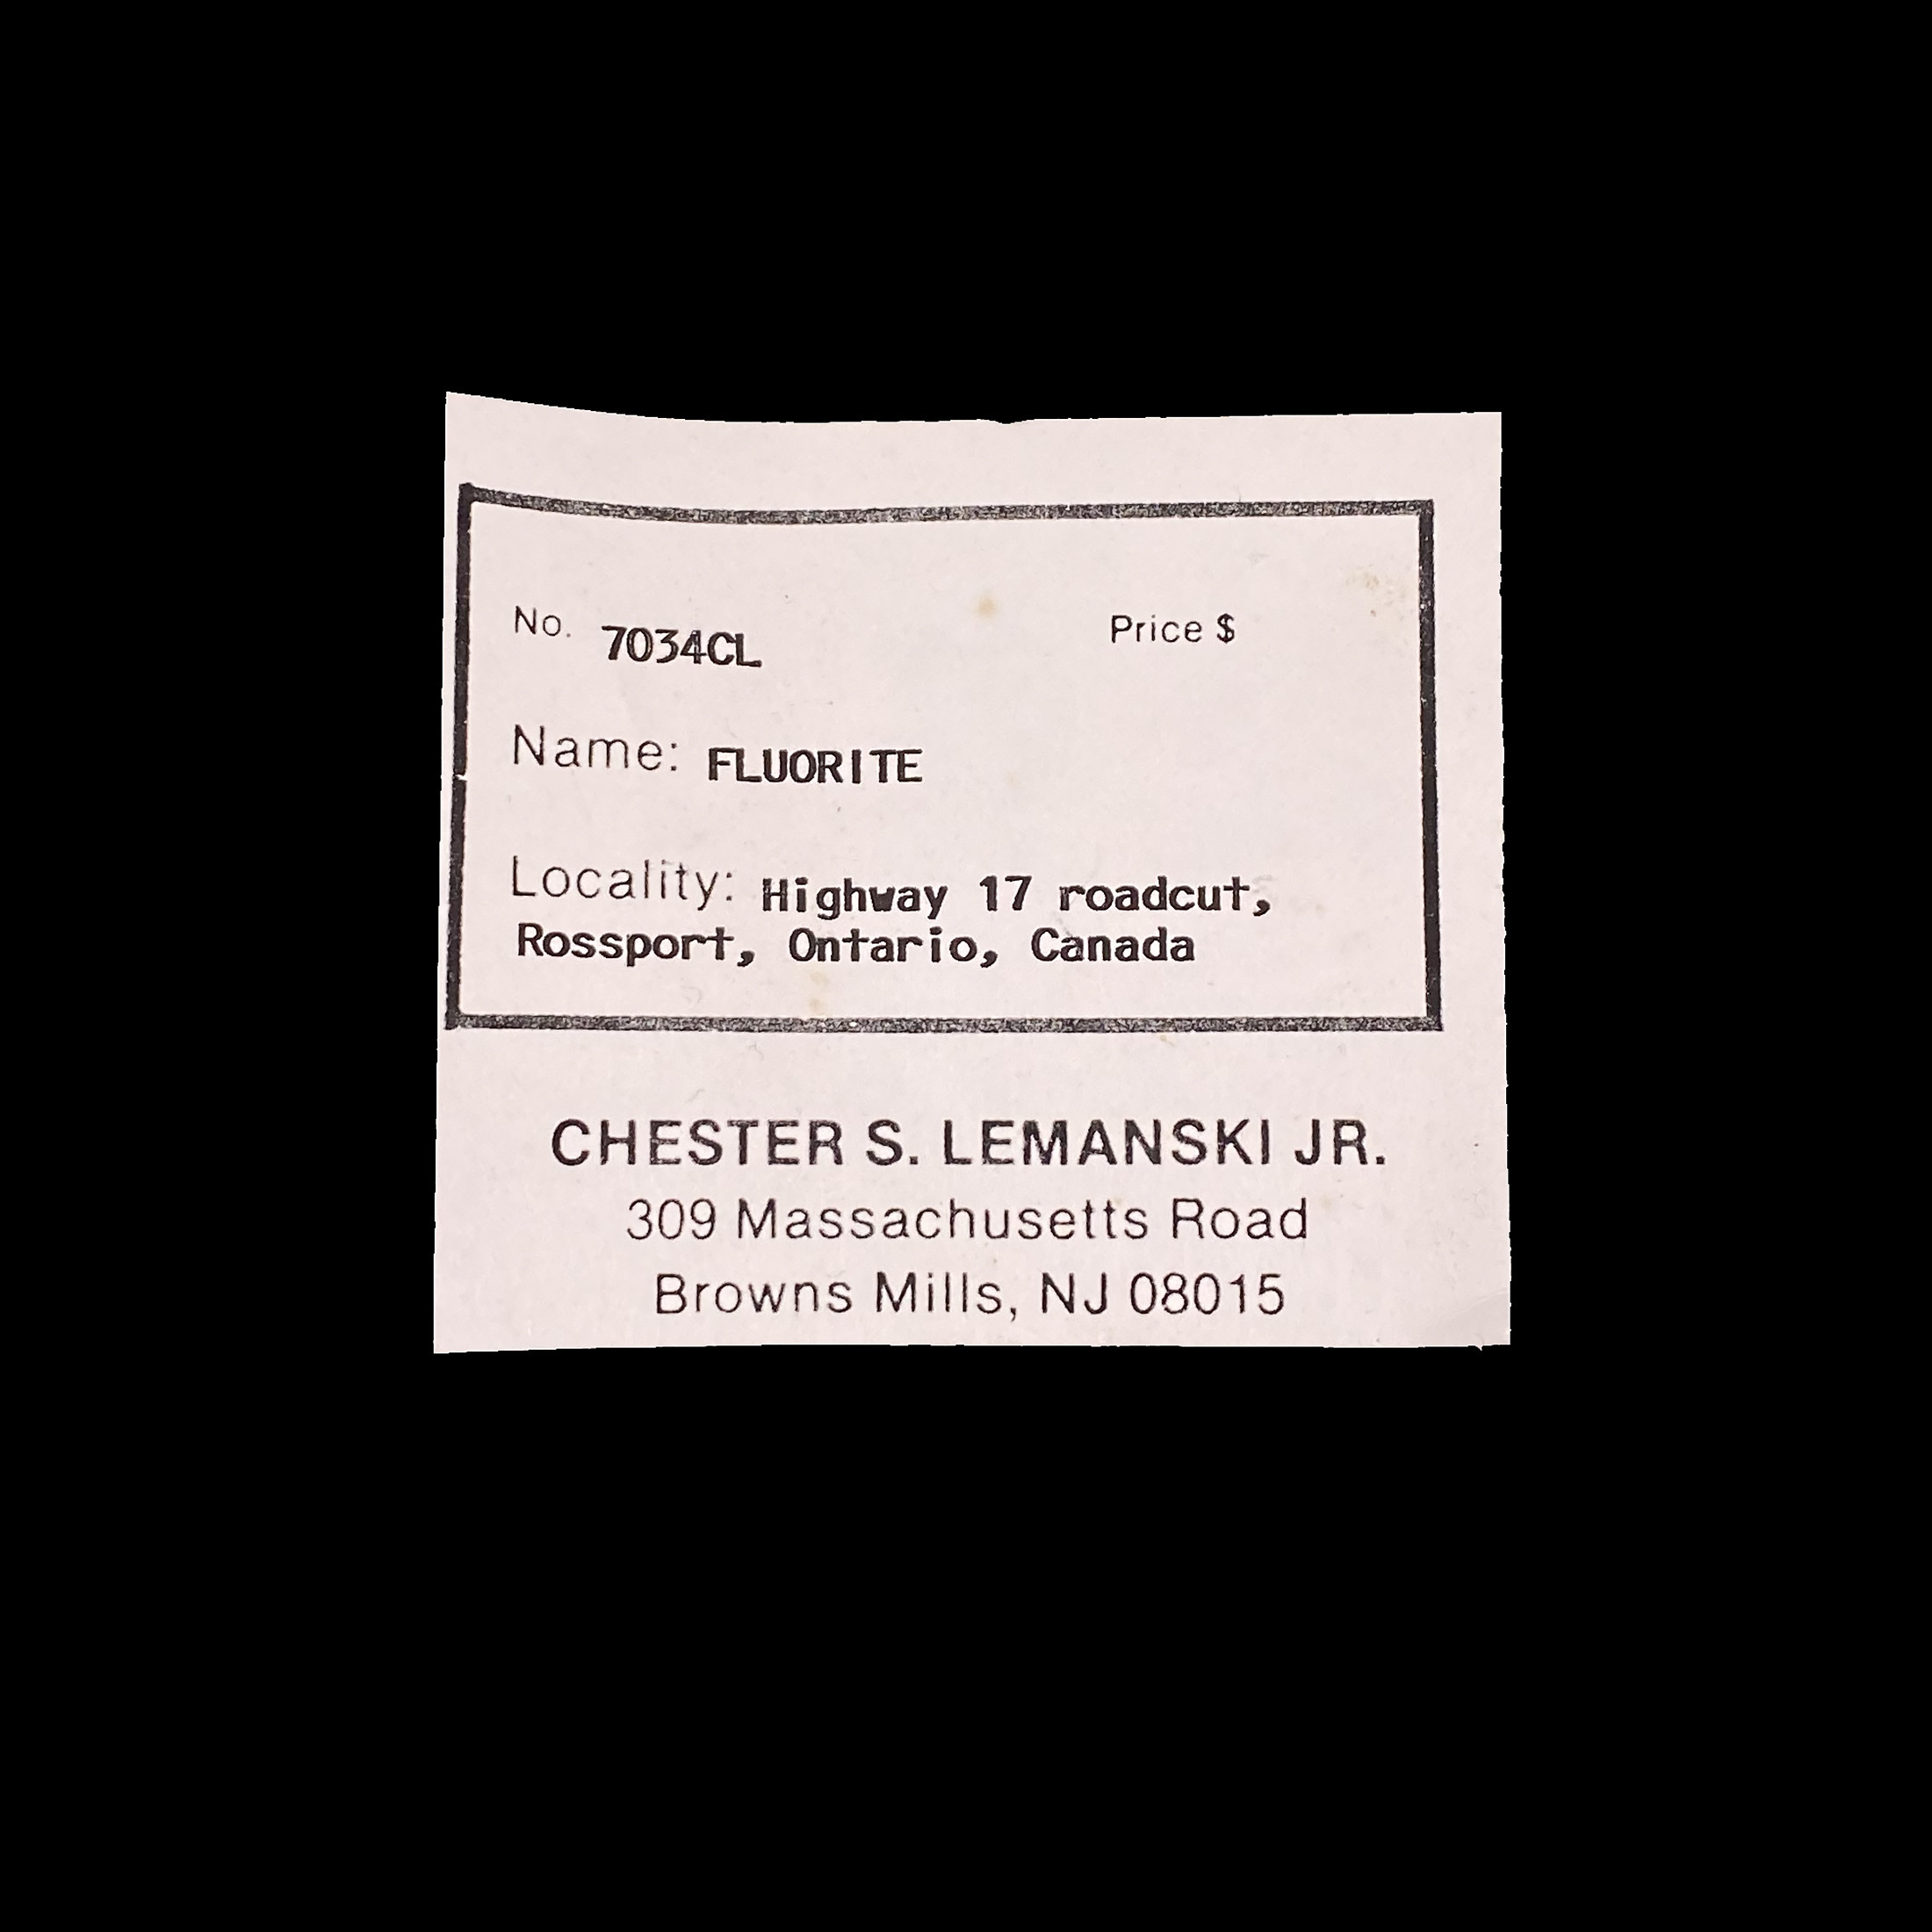 No. 7034CL Price $
Name: FLUORITE
Locality: Highway 17 roadcut,
Rossport, Ontario, Canada
CHESTER S. LEMANSKI JR.
309 Massachusetts Road
Browns Mills, NJ 08015